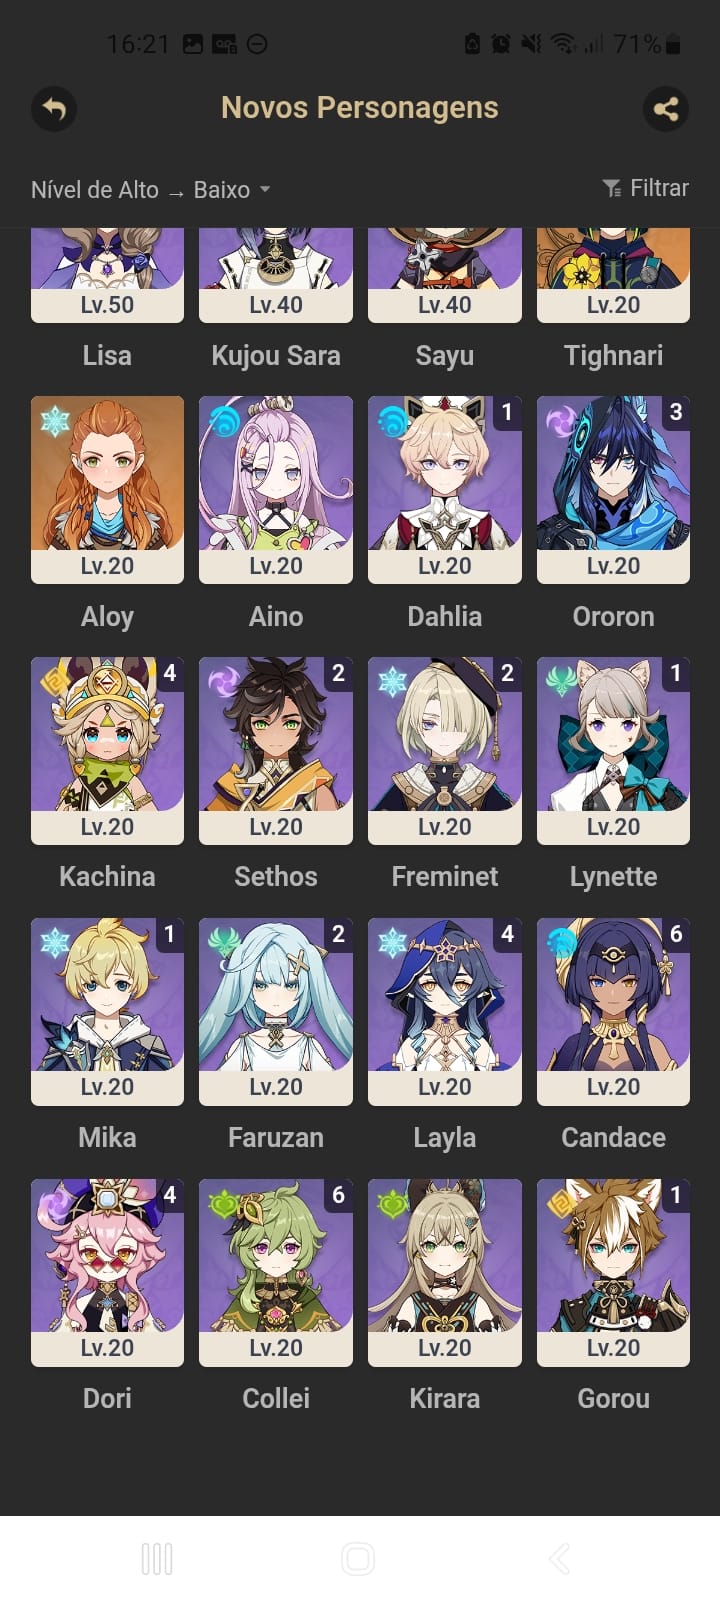 16:21
71%
Novos Personagens
Nível de Alto → Baixo
Filtrar
Lv.50 Lv.40 Lv.40 Lv.20
Lisa Kujou Sara Sayu Tighnari
1 3
Lv.20 Lv.20 Lv.20 Lv.20
Aloy Aino Dahlia Ororon
4 2 2 1
Lv.20 Lv.20 Lv.20 Lv.20
Kachina Sethos Freminet Lynette
1 2 4 6
Lv.20 Lv.20 Lv.20 Lv.20
Mika Faruzan Layla Candace
4 6 1
Lv.20 Lv.20 Lv.20 Lv.20
Dori Collei Kirara Gorou